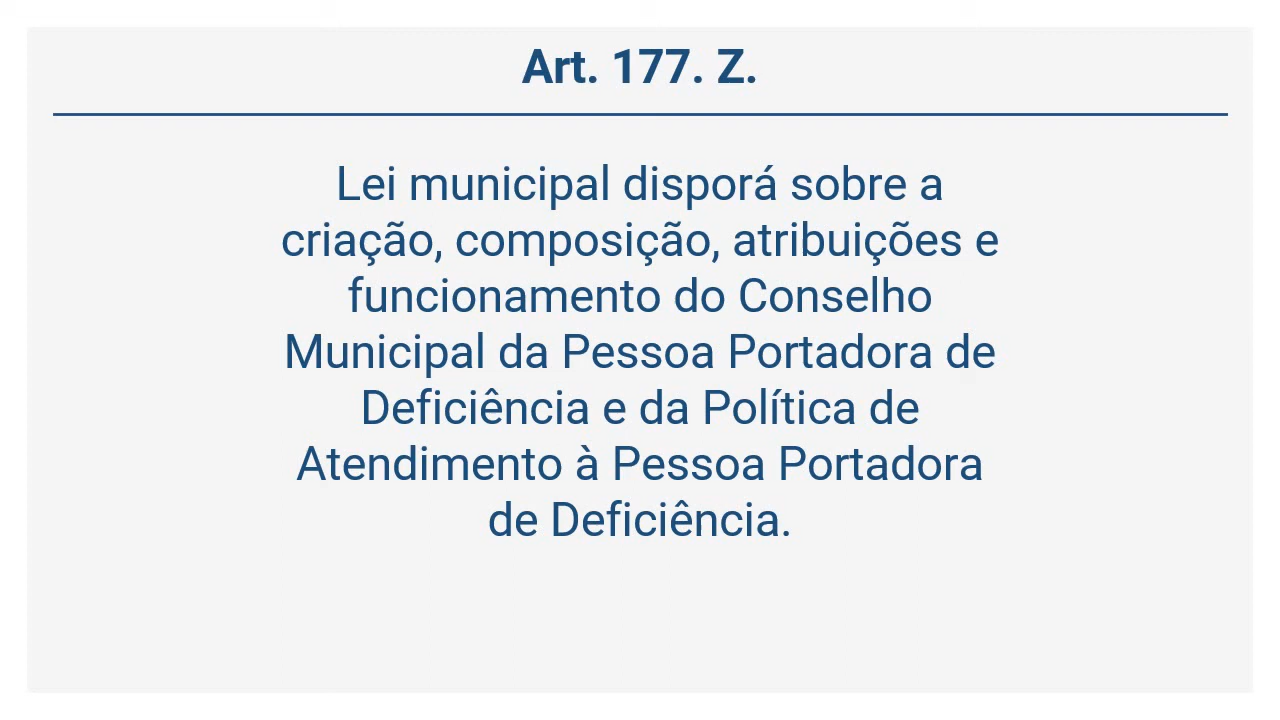 Art. 177. Z.
Lei municipal disporá sobre a
criação, composição, atribuições e
funcionamento do Conselho
Municipal da Pessoa Portadora de
Deficiência e da Política de
Atendimento à Pessoa Portadora
de Deficiência.